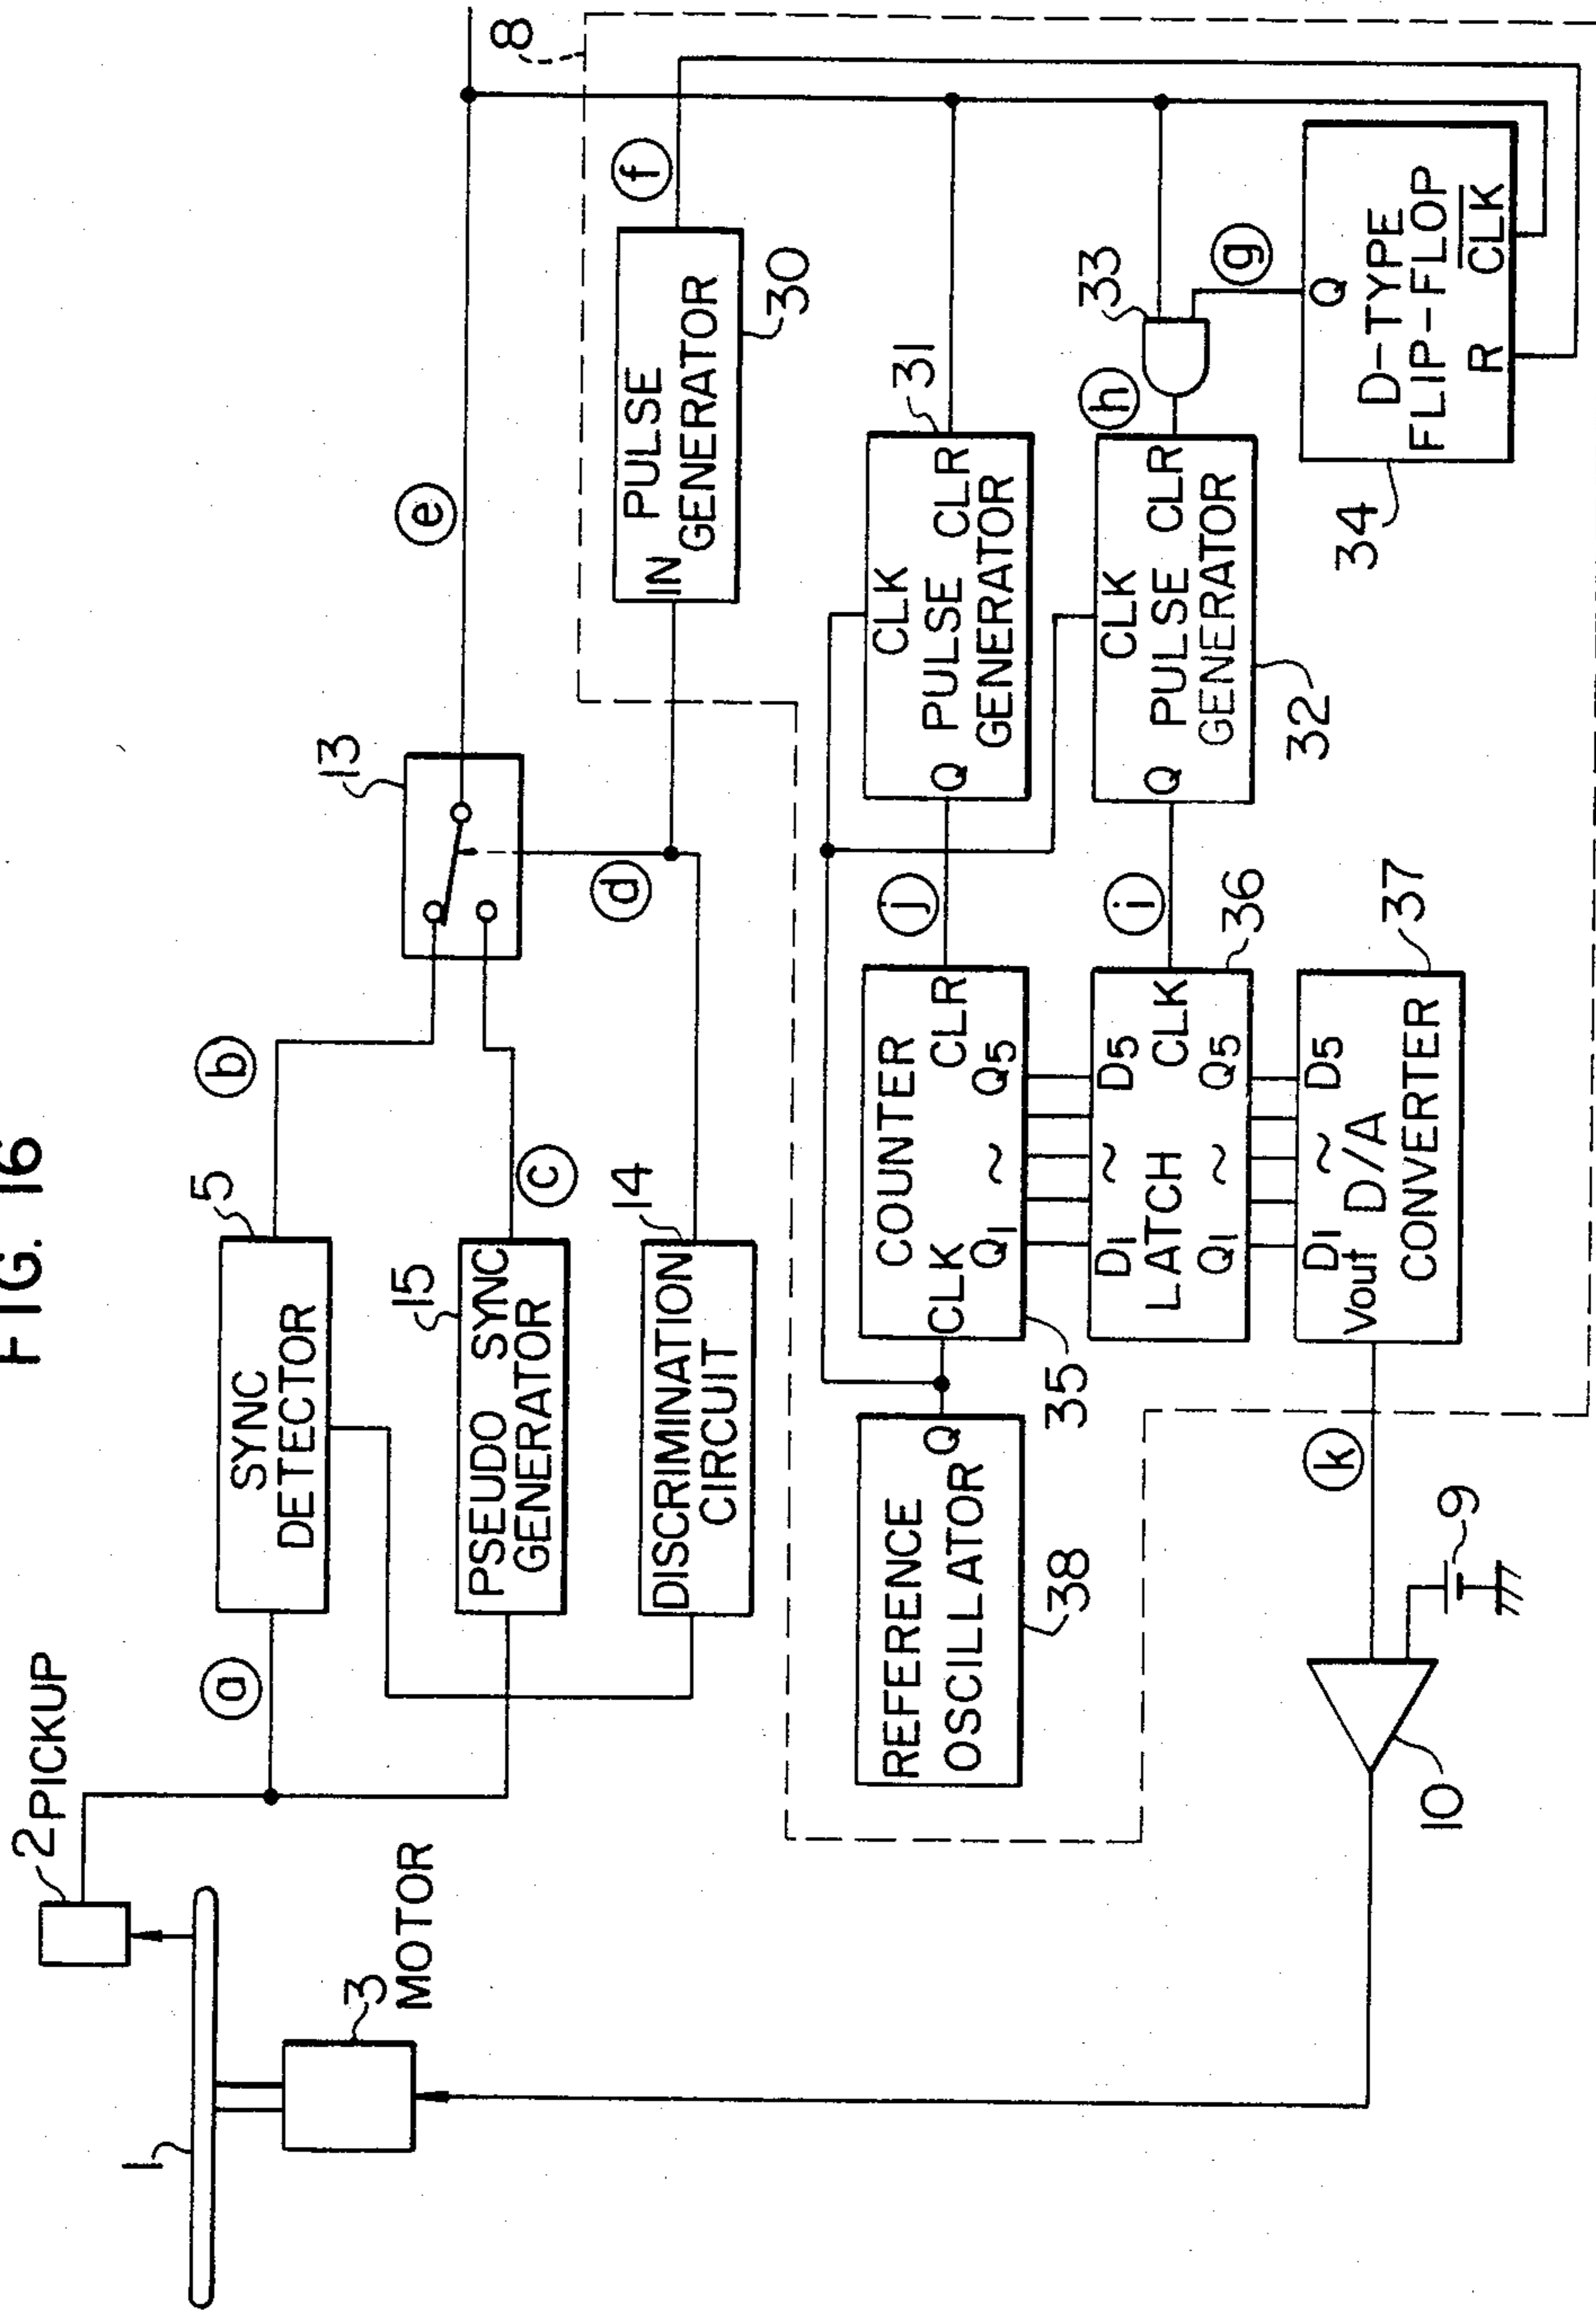 FIG. 16
2 PICKUP
1
3
MOTOR
a
SYNC
DETECTOR
5
b
PSEUDO SYNC
GENERATOR
15
c
DISCRIMINATION
CIRCUIT
14
13
d
e
8
IN PULSE
GENERATOR
30
f
REFERENCE
OSCILLATOR
Q
38
COUNTER
CLK CLR
Q1 ~ Q5
35
j
CLK
Q PULSE CLR
GENERATOR
31
D1 ~ D5
LATCH CLK
Q1 ~ Q5
36
i
CLK
Q PULSE CLR
GENERATOR
32
h
33
g
D1 ~ D5
Vout D/A
CONVERTER
37
Q
D-TYPE
FLIP-FLOP
R CLK
34
k
9
10